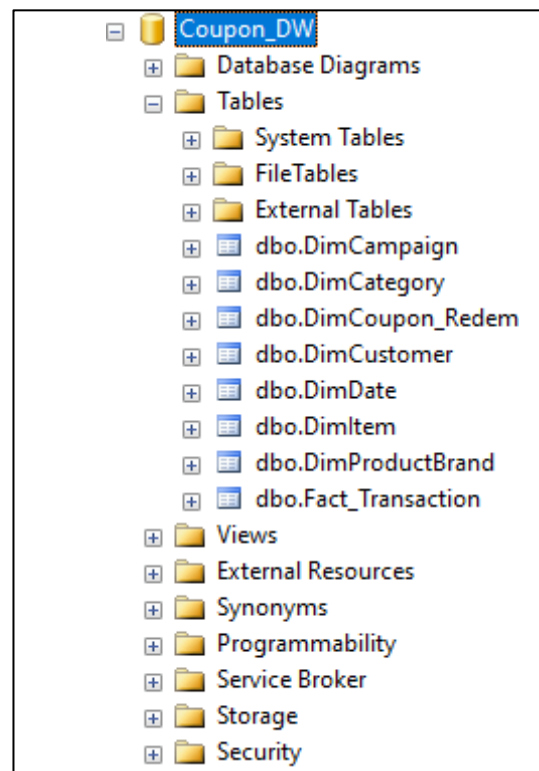 Coupon_DW
Database Diagrams
Tables
System Tables
FileTables
External Tables
dbo.DimCampaign
dbo.DimCategory
dbo.DimCoupon_Redem
dbo.DimCustomer
dbo.DimDate
dbo.DimItem
dbo.DimProductBrand
dbo.Fact_Transaction
Views
External Resources
Synonyms
Programmability
Service Broker
Storage
Security